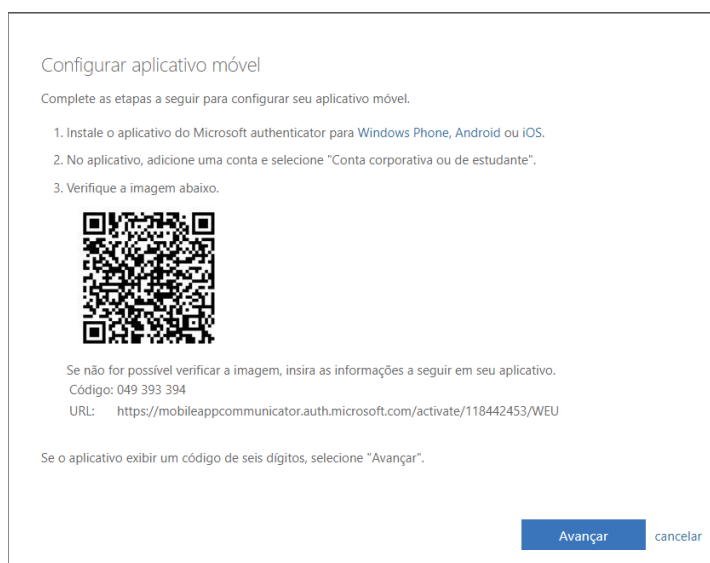 Configurar aplicativo móvel
Complete as etapas a seguir para configurar seu aplicativo móvel.
1. Instale o aplicativo do Microsoft authenticator para Windows Phone, Android ou iOS.
2. No aplicativo, adicione uma conta e selecione "Conta corporativa ou de estudante".
3. Verifique a imagem abaixo.
Se não for possível verificar a imagem, insira as informações a seguir em seu aplicativo.
Código: 049 393 394
URL: https://mobileappcommunicator.auth.microsoft.com/activate/118442453/WEU
Se o aplicativo exibir um código de seis dígitos, selecione "Avançar".
Avançar cancelar